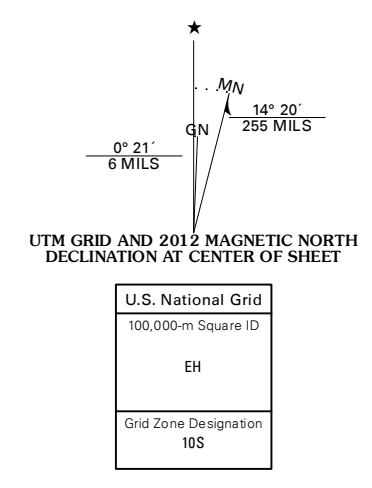 ★
MN
14° 20´
255 MILS
GN
0° 21´
6 MILS
UTM GRID AND 2012 MAGNETIC NORTH
DECLINATION AT CENTER OF SHEET
U.S. National Grid
100,000-m Square ID
EH
Grid Zone Designation
10S